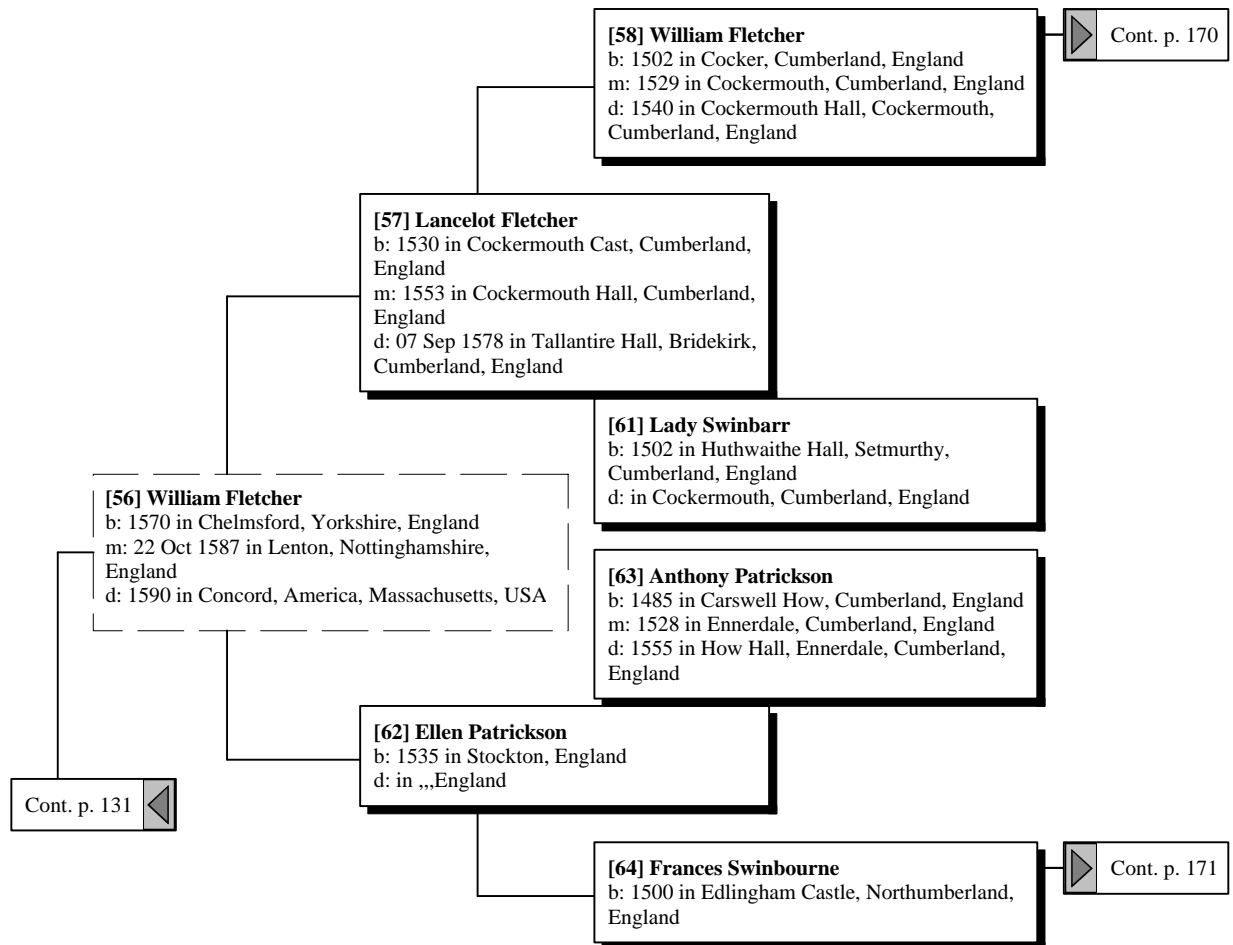 [58] William Fletcher
b: 1502 in Cocker, Cumberland, England
m: 1529 in Cockermouth, Cumberland, England
d: 1540 in Cockermouth Hall, Cockermouth,
Cumberland, England
Cont. p. 170
[57] Lancelot Fletcher
b: 1530 in Cockermouth Cast, Cumberland,
England
m: 1553 in Cockermouth Hall, Cumberland,
England
d: 07 Sep 1578 in Tallantire Hall, Bridekirk,
Cumberland, England
[61] Lady Swinbarr
b: 1502 in Huthwaithe Hall, Setmurthy,
Cumberland, England
d: in Cockermouth, Cumberland, England
[56] William Fletcher
b: 1570 in Chelmsford, Yorkshire, England
m: 22 Oct 1587 in Lenton, Nottinghamshire,
England
d: 1590 in Concord, America, Massachusetts, USA
[63] Anthony Patrickson
b: 1485 in Carswell How, Cumberland, England
m: 1528 in Ennerdale, Cumberland, England
d: 1555 in How Hall, Ennerdale, Cumberland,
England
[62] Ellen Patrickson
b: 1535 in Stockton, England
d: in ,,,England
Cont. p. 131
[64] Frances Swinbourne
b: 1500 in Edlingham Castle, Northumberland,
England
Cont. p. 171